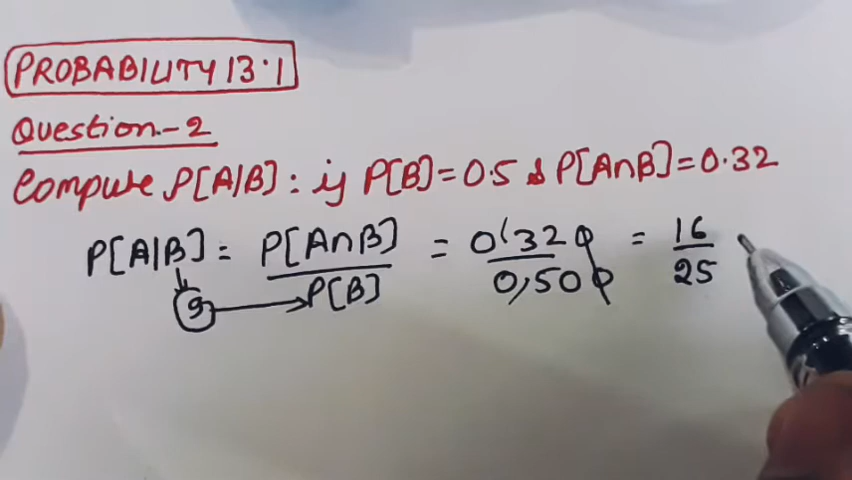 PROBABILITY 13.1
Question-2
Compute P[A|B]: if P[B]=0.5 & P[A∩B]=0.32
P[A|B] = P[A∩B] / P[B] = 0.320 / 0.500 = 16 / 25